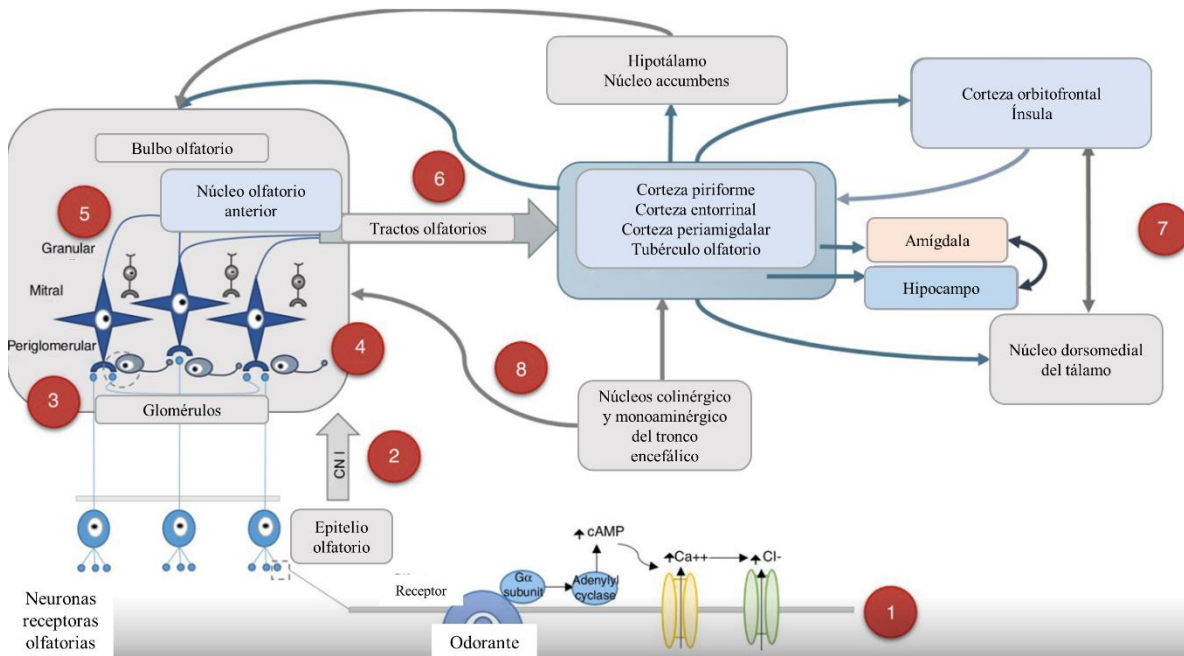 Hipotálamo
Núcleo accumbens
Corteza orbitofrontal
Ínsula
Bulbo olfatorio
6
Núcleo olfatorio
anterior
5
Corteza piriforme
Corteza entorrinal
Corteza periamigdalar
Tubérculo olfatorio
Tractos olfatorios
7
Granular
Amígdala
Mitral
Hipocampo
Periglomerular
4
Núcleo dorsomedial
del tálamo
8
3
Glomérulos
Núcleos colinérgico
y monoaminérgico
del tronco
encefálico
CN I
2
Epitelio
olfatorio
cAMP
Ca++
Cl-
Gα
subunit
Adenylyl
cyclase
Receptor
Neuronas
receptoras
olfatorias
Odorante
1